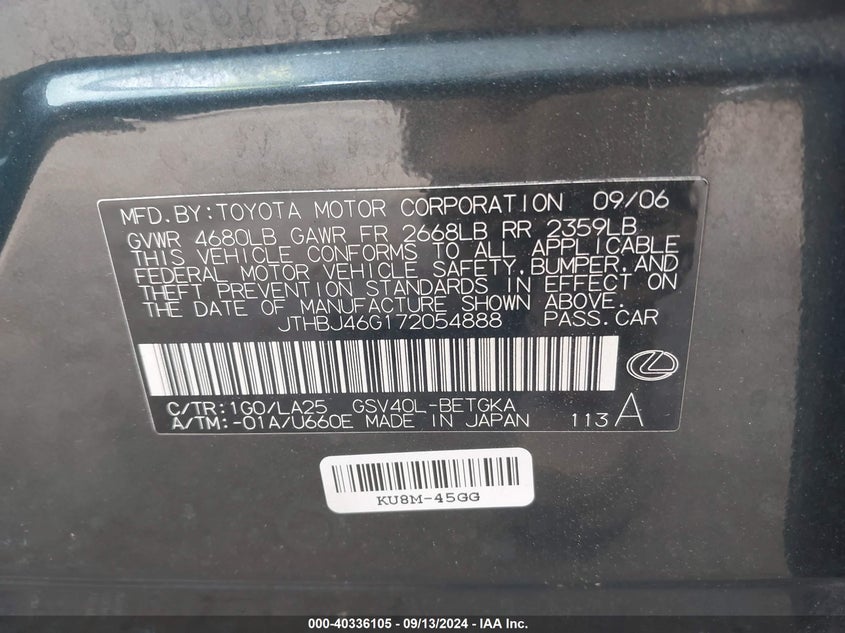 MFD.BY:TOYOTA MOTOR CORPORATION 09/06
GVWR 4680LB GAWR FR 2668LB RR 2359LB
THIS VEHICLE CONFORMS TO ALL APPLICABLE
FEDERAL MOTOR VEHICLE SAFETY,BUMPER,AND
THEFT PREVENTION STANDARDS IN EFFECT ON
THE DATE OF MANUFACTURE SHOWN ABOVE.
JTHBJ46G172054888 PASS.CAR
C/TR:1G0/LA25 GSV40L-BETGKA
A/TM:-01A/U660E MADE IN JAPAN 113 A
KU8M-45GG
000-40336105 - 09/13/2024 - IAA Inc.